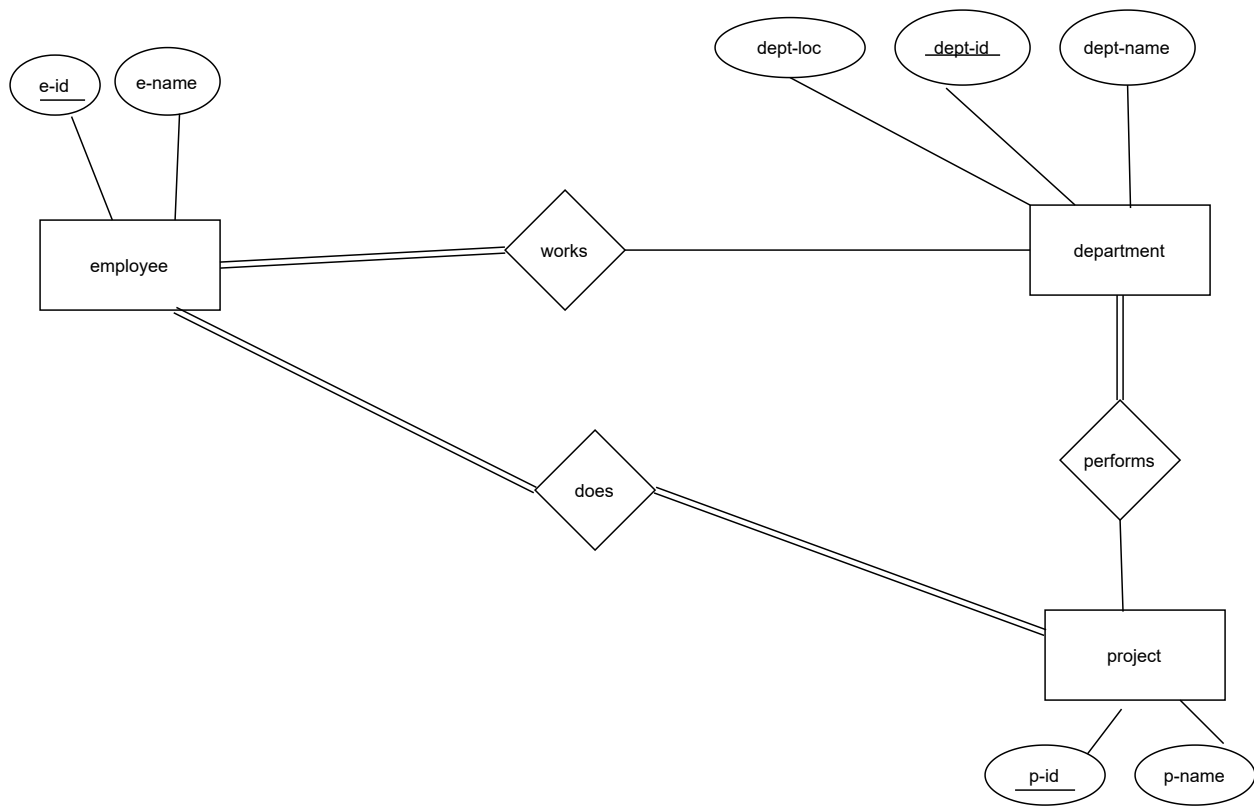 dept-loc
dept-id
dept-name
e-id
e-name
employee
works
department
performs
does
project
p-id
p-name